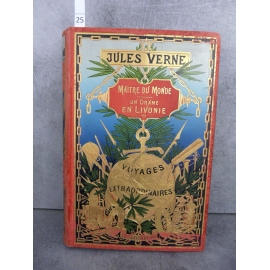 25
JULES VERNE
MAÎTRE DU MONDE
UN DRAME
EN LIVONIE
VOYAGES
EXTRAORDINAIRES